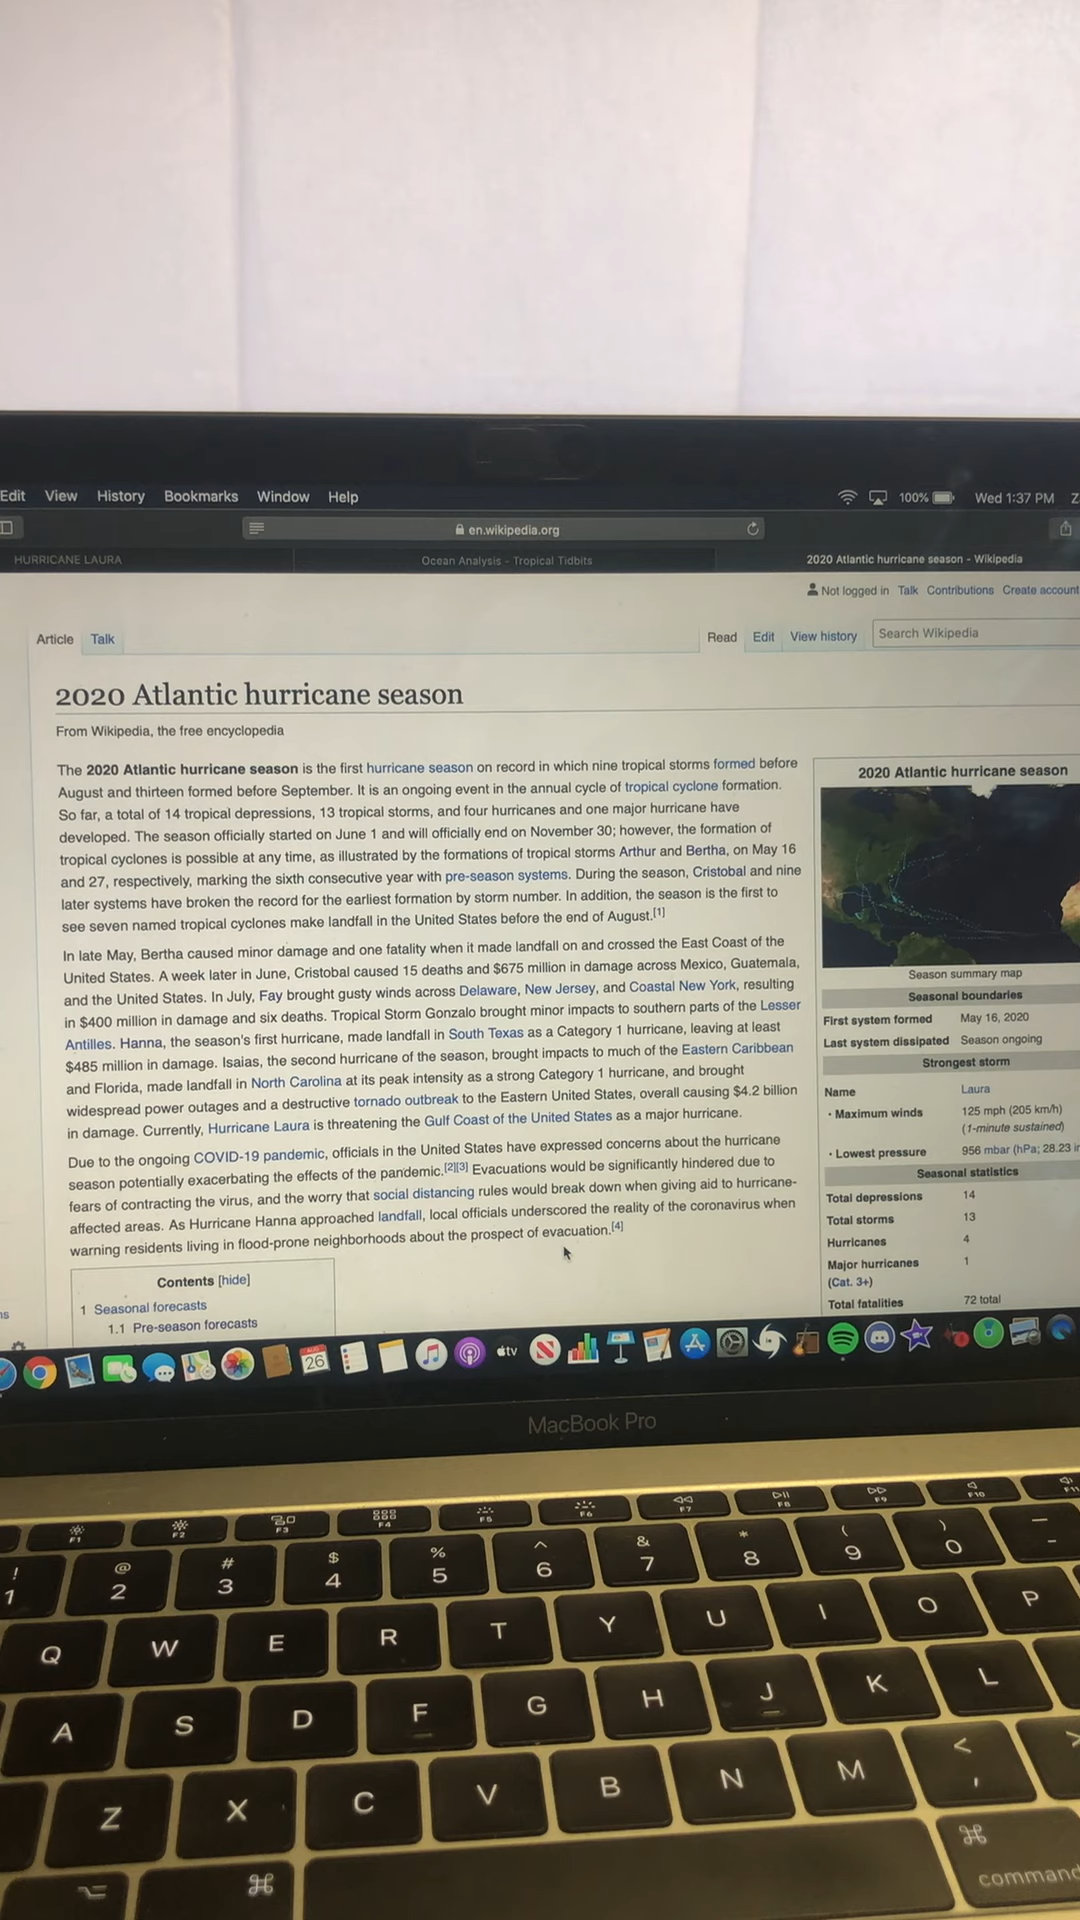 Edit View History Bookmarks Window Help 100% Wed 1:37 PM Z
en.wikipedia.org
HURRICANE LAURA Ocean Analysis - Tropical Tidbits 2020 Atlantic hurricane season - Wikipedia
Not logged in Talk Contributions Create account
Article Talk Read Edit View history Search Wikipedia
2020 Atlantic hurricane season
From Wikipedia, the free encyclopedia
The 2020 Atlantic hurricane season is the first hurricane season on record in which nine tropical storms formed before
August and thirteen formed before September. It is an ongoing event in the annual cycle of tropical cyclone formation.
So far, a total of 14 tropical depressions, 13 tropical storms, and four hurricanes and one major hurricane have
developed. The season officially started on June 1 and will officially end on November 30; however, the formation of
tropical cyclones is possible at any time, as illustrated by the formations of tropical storms Arthur and Bertha, on May 16
and 27, respectively, marking the sixth consecutive year with pre-season systems. During the season, Cristobal and nine
later systems have broken the record for the earliest formation by storm number. In addition, the season is the first to
see seven named tropical cyclones make landfall in the United States before the end of August.[1]
In late May, Bertha caused minor damage and one fatality when it made landfall on and crossed the East Coast of the
United States. A week later in June, Cristobal caused 15 deaths and $675 million in damage across Mexico, Guatemala,
and the United States. In July, Fay brought gusty winds across Delaware, New Jersey, and Coastal New York, resulting
in $400 million in damage and six deaths. Tropical Storm Gonzalo brought minor impacts to southern parts of the Lesser
Antilles. Hanna, the season's first hurricane, made landfall in South Texas as a Category 1 hurricane, leaving at least
$485 million in damage. Isaias, the second hurricane of the season, brought impacts to much of the Eastern Caribbean
and Florida, made landfall in North Carolina at its peak intensity as a strong Category 1 hurricane, and brought
widespread power outages and a destructive tornado outbreak to the Eastern United States, overall causing $4.2 billion
in damage. Currently, Hurricane Laura is threatening the Gulf Coast of the United States as a major hurricane.
Due to the ongoing COVID-19 pandemic, officials in the United States have expressed concerns about the hurricane
season potentially exacerbating the effects of the pandemic.[2][3] Evacuations would be significantly hindered due to
fears of contracting the virus, and the worry that social distancing rules would break down when giving aid to hurricane-
affected areas. As Hurricane Hanna approached landfall, local officials underscored the reality of the coronavirus when
warning residents living in flood-prone neighborhoods about the prospect of evacuation.[4]
Contents [hide]
1 Seasonal forecasts
1.1 Pre-season forecasts
2020 Atlantic hurricane season
Season summary map
Seasonal boundaries
First system formed May 16, 2020
Last system dissipated Season ongoing
Strongest storm
Name Laura
• Maximum winds 125 mph (205 km/h)
(1-minute sustained)
• Lowest pressure 956 mbar (hPa; 28.23 in
Seasonal statistics
Total depressions 14
Total storms 13
Hurricanes 4
Major hurricanes 1
(Cat. 3+)
Total fatalities 72 total
ns
AUG
26
tv
MacBook Pro
F1 F2 F3 F4 F5 F6 F7 F8 F9 F10 F11
! @ # $ % ^ & * ( ) —
1 2 3 4 5 6 7 8 9 0 -
Q W E R T Y U I O P
A S D F G H J K L
< >
Z X C V B N M ,
⌥ ⌘ ⌘
command